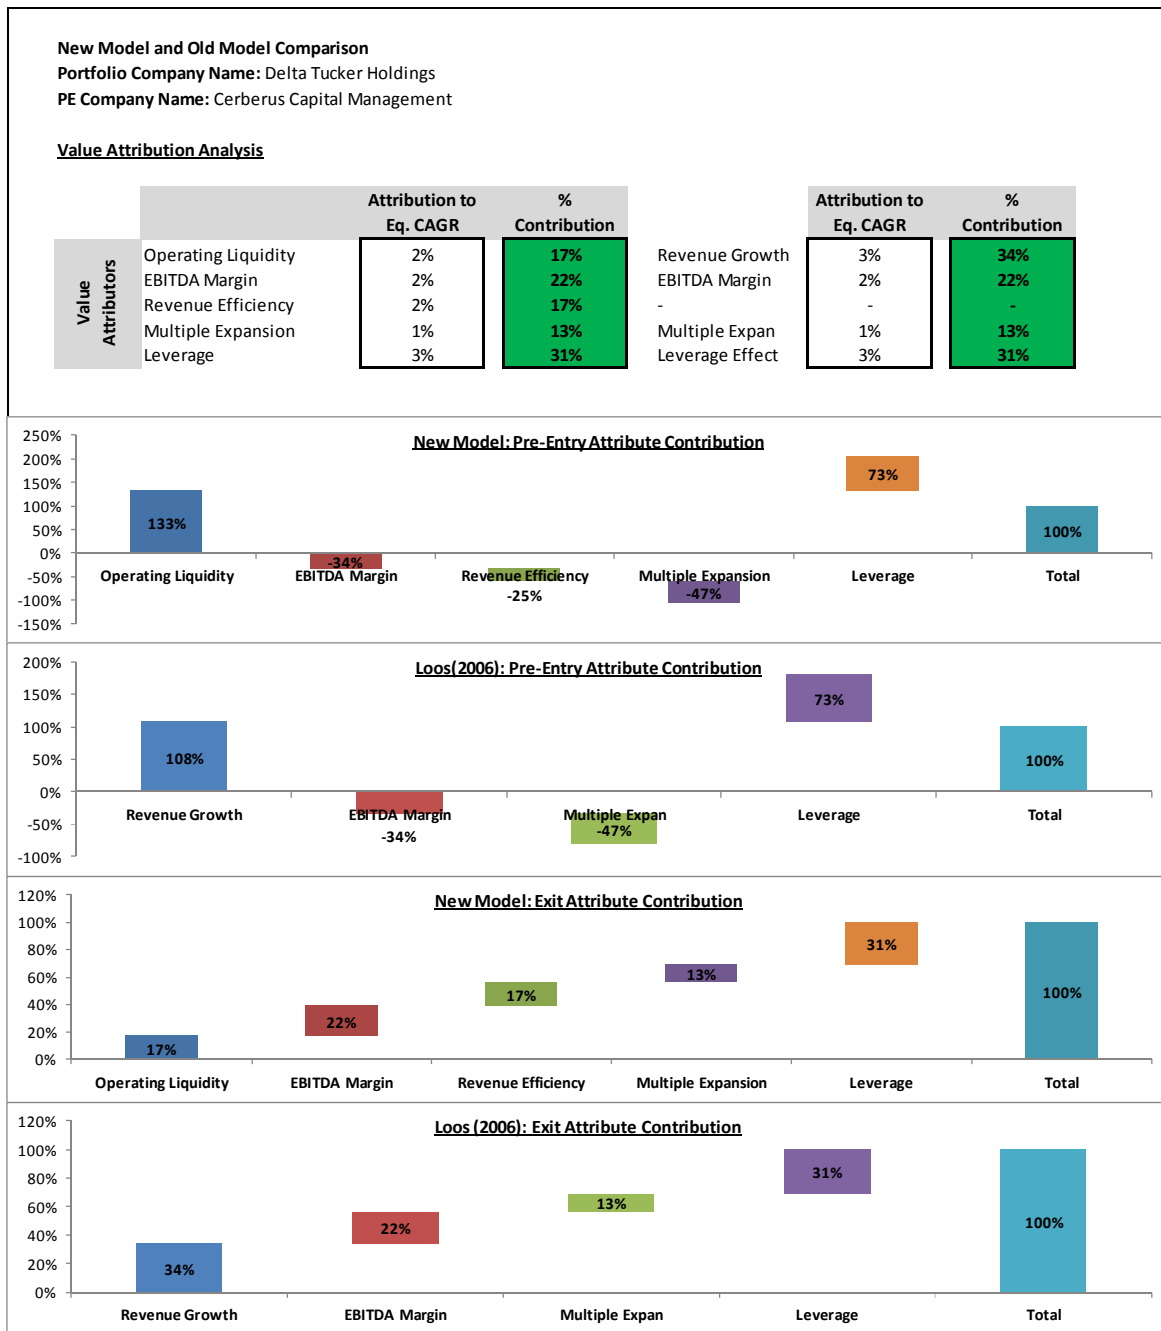 New Model and Old Model Comparison
Portfolio Company Name: Delta Tucker Holdings
PE Company Name: Cerberus Capital Management
Value Attribution Analysis
Attribution to Eq. CAGR % Contribution Attribution to Eq. CAGR % Contribution
Value Attributors
Operating Liquidity 2% 17% Revenue Growth 3% 34%
EBITDA Margin 2% 22% EBITDA Margin 2% 22%
Revenue Efficiency 2% 17% - - -
Multiple Expansion 1% 13% Multiple Expan 1% 13%
Leverage 3% 31% Leverage Effect 3% 31%
New Model: Pre-Entry Attribute Contribution
250%
200%
150%
100%
50%
0%
-50%
-100%
-150%
133% -34% -25% -47% 73% 100%
Operating Liquidity EBITDA Margin Revenue Efficiency Multiple Expansion Leverage Total
Loos(2006): Pre-Entry Attribute Contribution
200%
150%
100%
50%
0%
-50%
-100%
108% -34% -47% 73% 100%
Revenue Growth EBITDA Margin Multiple Expan Leverage Total
New Model: Exit Attribute Contribution
120%
100%
80%
60%
40%
20%
0%
17% 22% 17% 13% 31% 100%
Operating Liquidity EBITDA Margin Revenue Efficiency Multiple Expansion Leverage Total
Loos (2006): Exit Attribute Contribution
120%
100%
80%
60%
40%
20%
0%
34% 22% 13% 31% 100%
Revenue Growth EBITDA Margin Multiple Expan Leverage Total